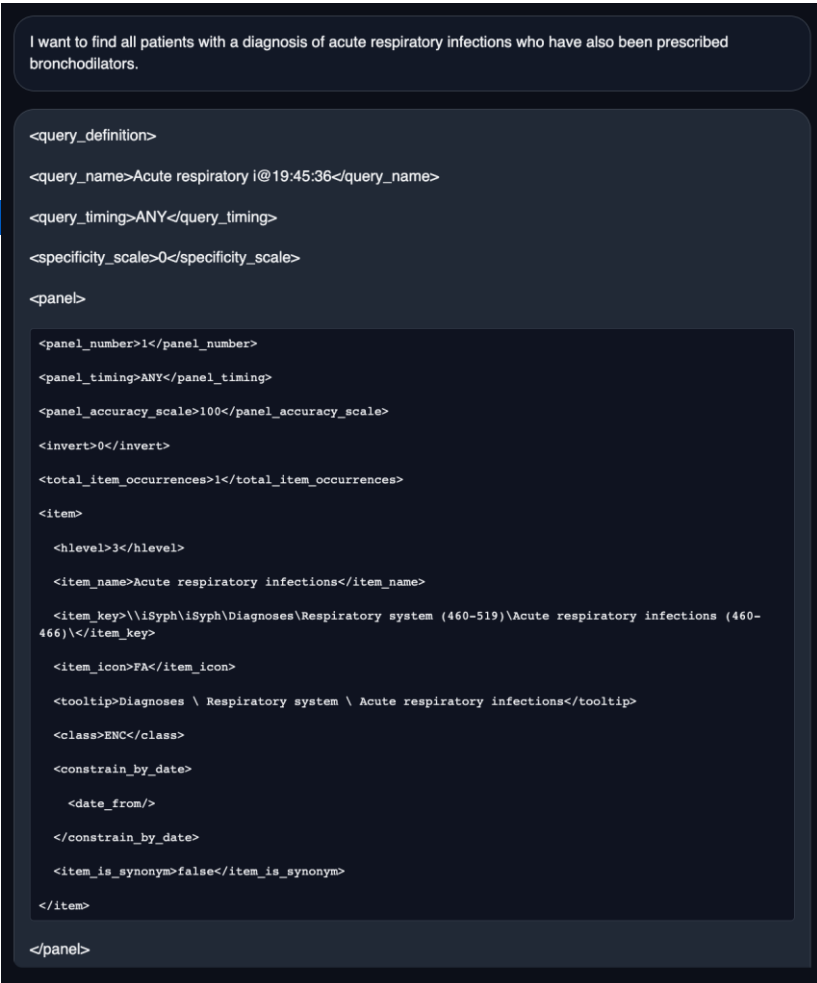 I want to find all patients with a diagnosis of acute respiratory infections who have also been prescribed
bronchodilators.
<query_definition>
<query_name>Acute respiratory i@19:45:36</query_name>
<query_timing>ANY</query_timing>
<specificity_scale>0</specificity_scale>
<panel>
<panel_number>1</panel_number>
<panel_timing>ANY</panel_timing>
<panel_accuracy_scale>100</panel_accuracy_scale>
<invert>0</invert>
<total_item_occurrences>1</total_item_occurrences>
<item>
<hlevel>3</hlevel>
<item_name>Acute respiratory infections</item_name>
<item_key>\\iSyph\iSyph\Diagnoses\Respiratory system (460-519)\Acute respiratory infections (460-
466)\</item_key>
<item_icon>FA</item_icon>
<tooltip>Diagnoses \ Respiratory system \ Acute respiratory infections</tooltip>
<class>ENC</class>
<constrain_by_date>
<date_from/>
</constrain_by_date>
<item_is_synonym>false</item_is_synonym>
</item>
</panel>